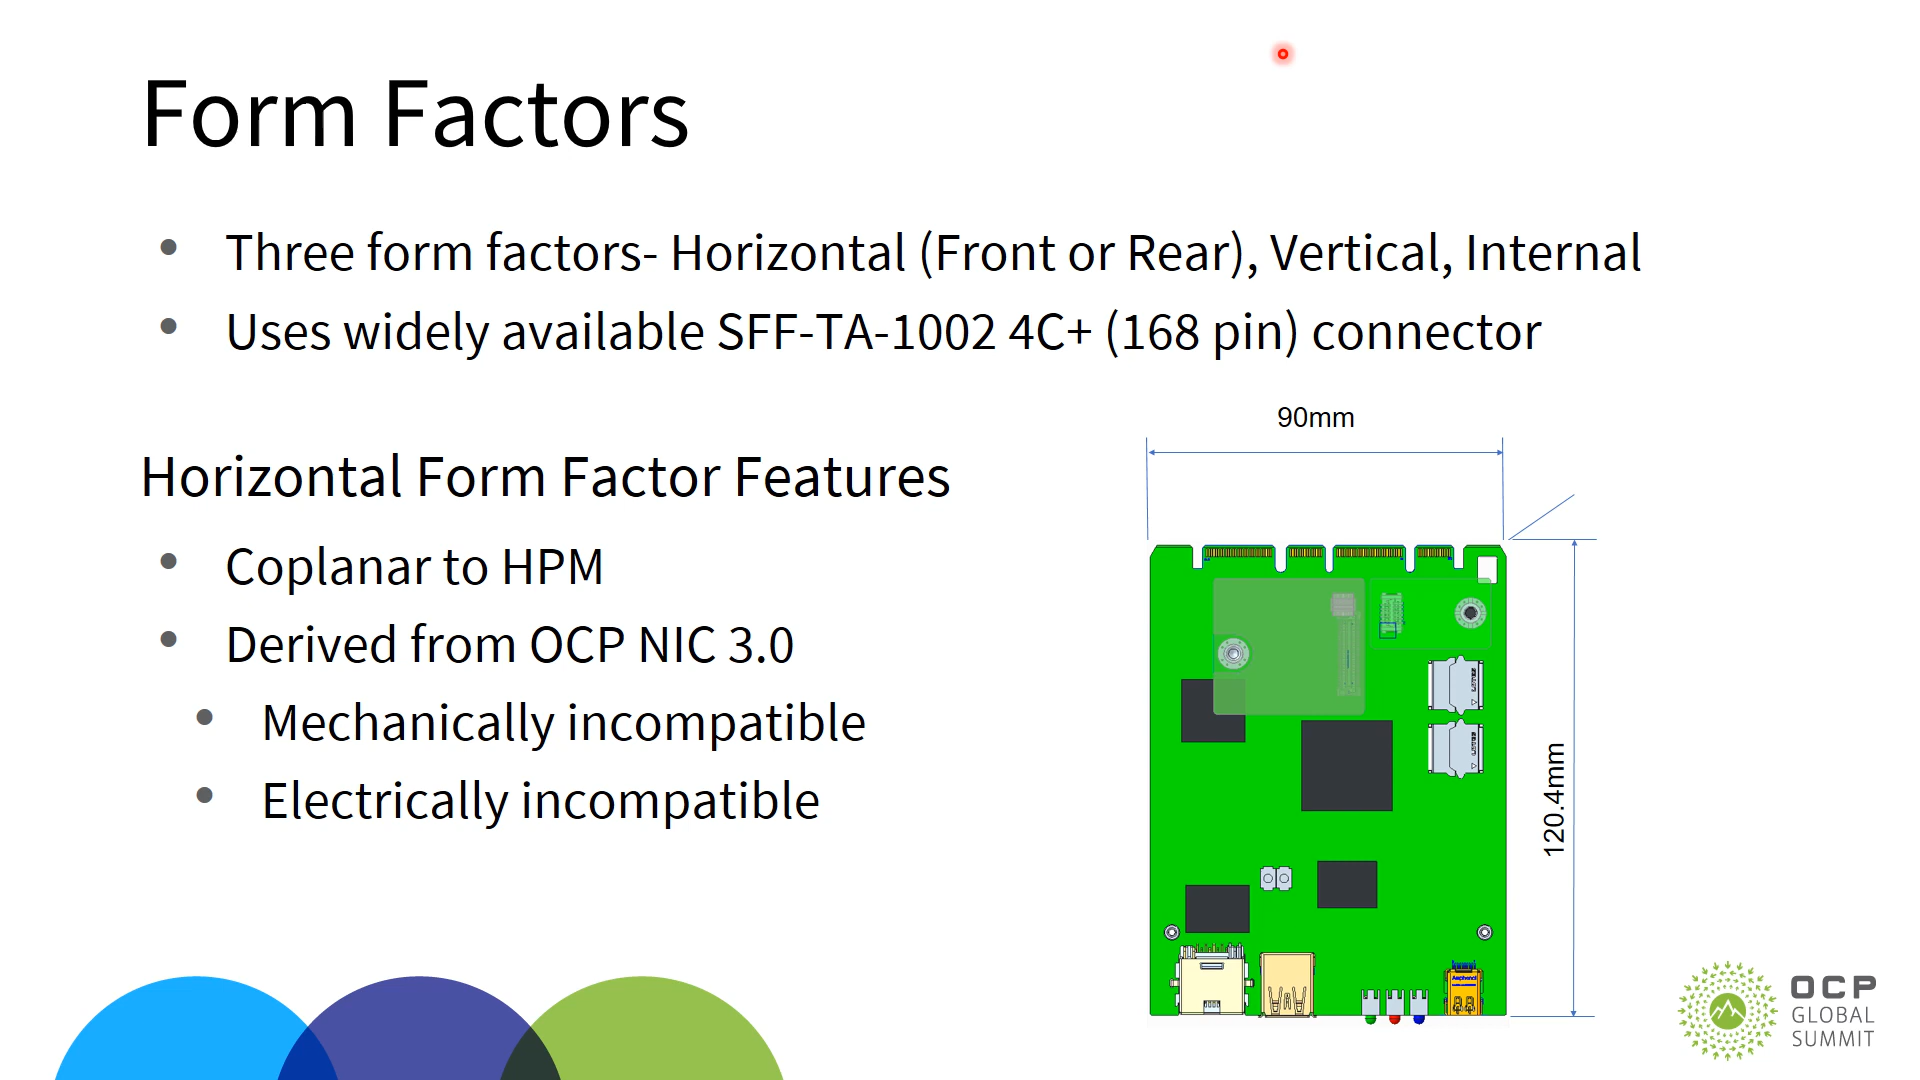 Form Factors
Three form factors- Horizontal (Front or Rear), Vertical, Internal
Uses widely available SFF-TA-1002 4C+ (168 pin) connector
90mm
Horizontal Form Factor Features
Coplanar to HPM
Derived from OCP NIC 3.0
Mechanically incompatible
Electrically incompatible
120.4mm
Amphenol
OCP
GLOBAL
SUMMIT